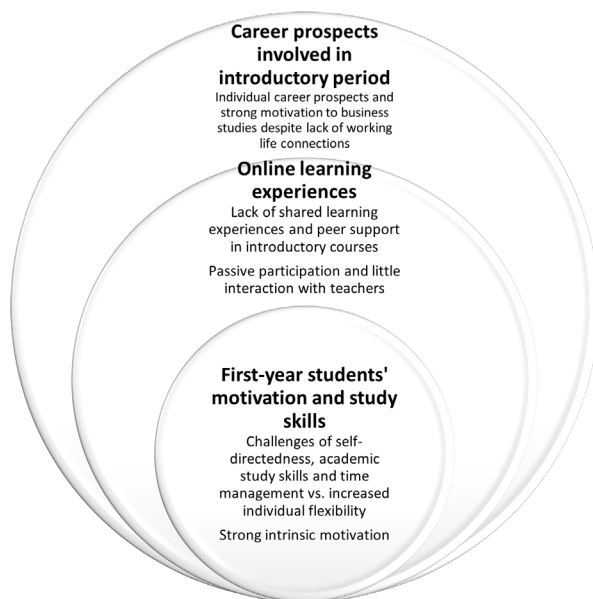 Career prospects
involved in
introductory period
Individual career prospects and
strong motivation to business
studies despite lack of working
life connections
Online learning
experiences
Lack of shared learning
experiences and peer support
in introductory courses
Passive participation and little
interaction with teachers
First-year students'
motivation and study
skills
Challenges of self-
directedness, academic
study skills and time
management vs. increased
individual flexibility
Strong intrinsic motivation